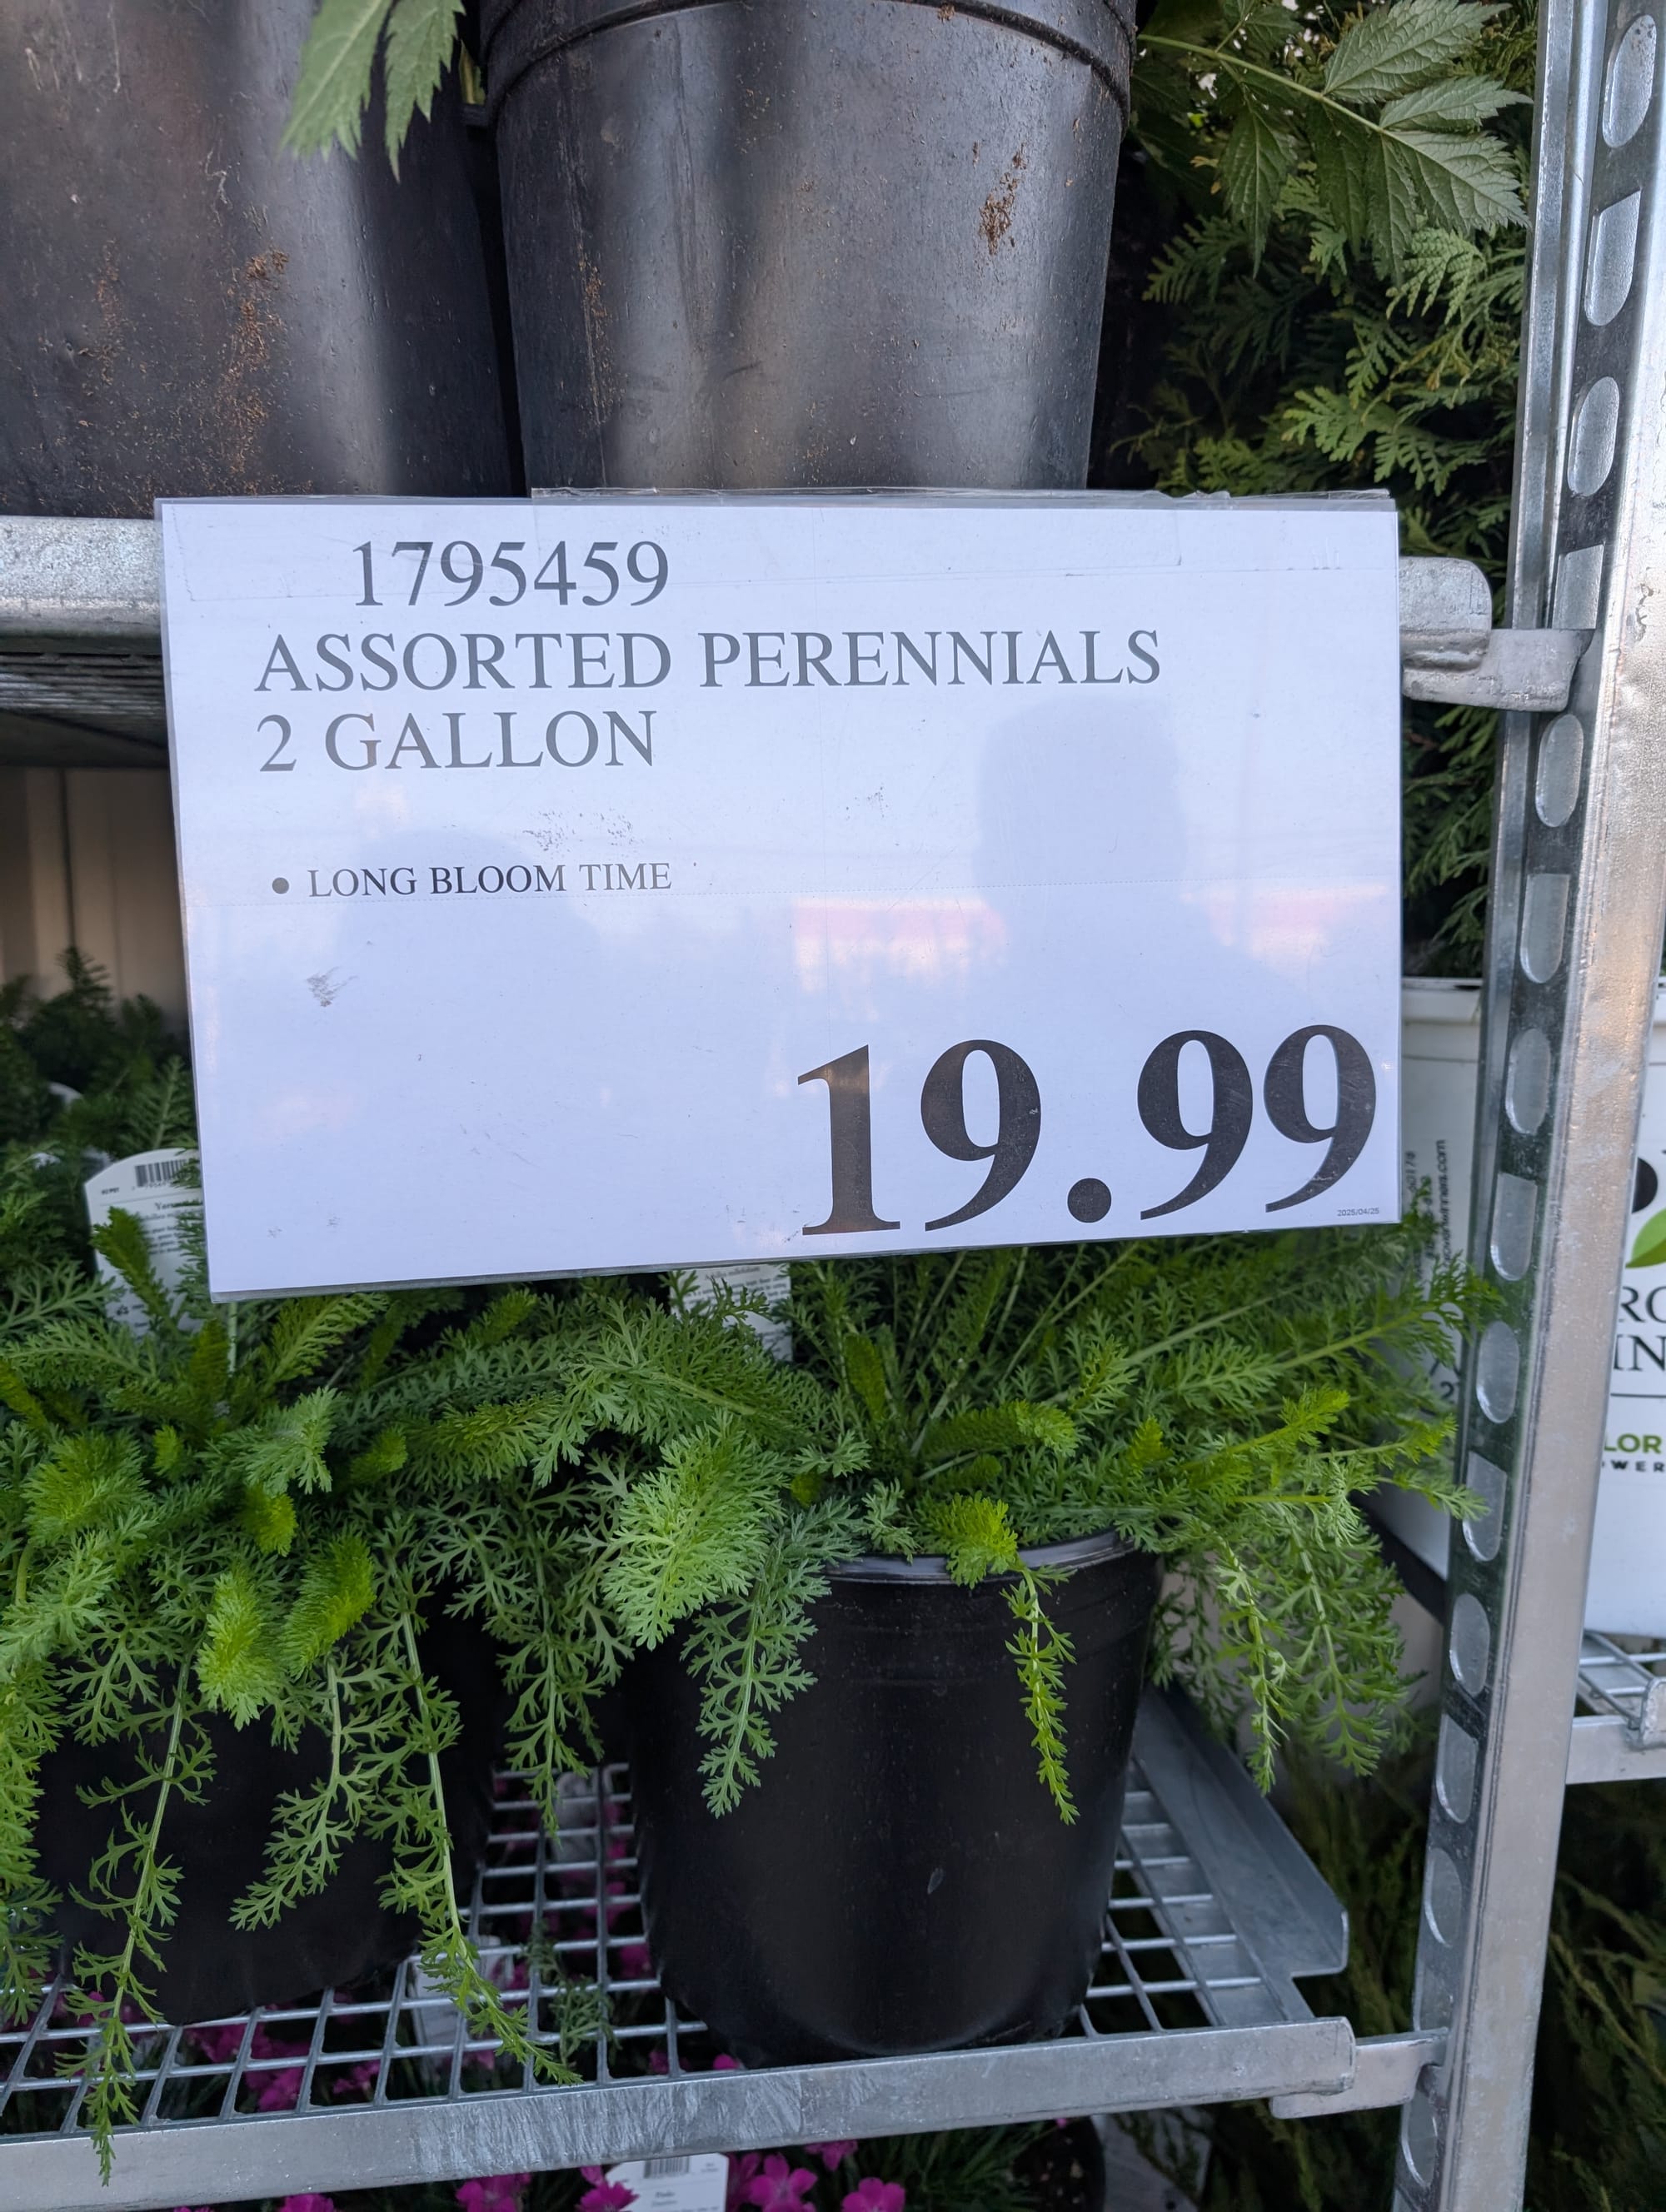 1795459
ASSORTED PERENNIALS
2 GALLON
• LONG BLOOM TIME
19.99
2025/04/25